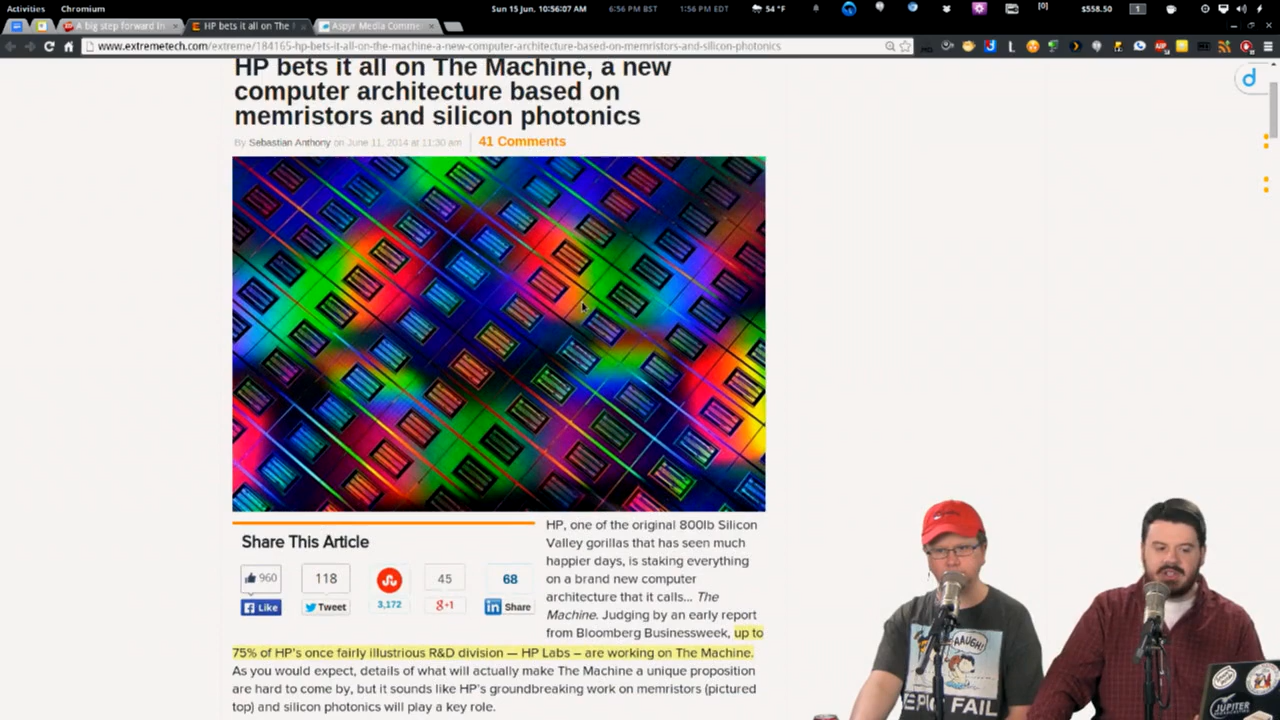 Activities Chromium Sun 15 Jun, 10:56:07 AM 6:56 PM BST 1:56 PM EDT 54 °F $558.50 1
A big step forward in HP bets it all on The M Aspyr Media Comme
www.extremetech.com/extreme/184165-hp-bets-it-all-on-the-machine-a-new-computer-architecture-based-on-memristors-and-silicon-photonics
HP bets it all on The Machine, a new
computer architecture based on
memristors and silicon photonics
By Sebastian Anthony on June 11, 2014 at 11:30 am 41 Comments
Share This Article
960 118 45 68
Like Tweet 3,172 g+1 in Share
HP, one of the original 800lb Silicon
Valley gorillas that has seen much
happier days, is staking everything
on a brand new computer
architecture that it calls... The
Machine. Judging by an early report
from Bloomberg Businessweek, up to
75% of HP's once fairly illustrious R&D division — HP Labs – are working on The Machine.
As you would expect, details of what will actually make The Machine a unique proposition
are hard to come by, but it sounds like HP's groundbreaking work on memristors (pictured
top) and silicon photonics will play a key role.
AAUGH!
EPIC FAIL
JUPITER